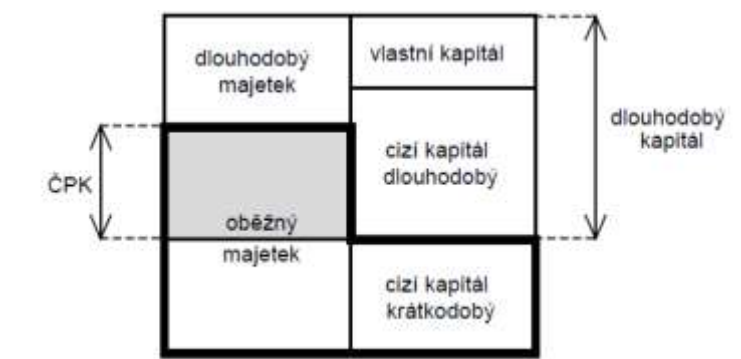 dlouhodobý
majetek
vlastní kapitál
dlouhodobý
kapitál
cizí kapitál
dlouhodobý
ČPK
oběžný
majetek
cizí kapitál
krátkodobý